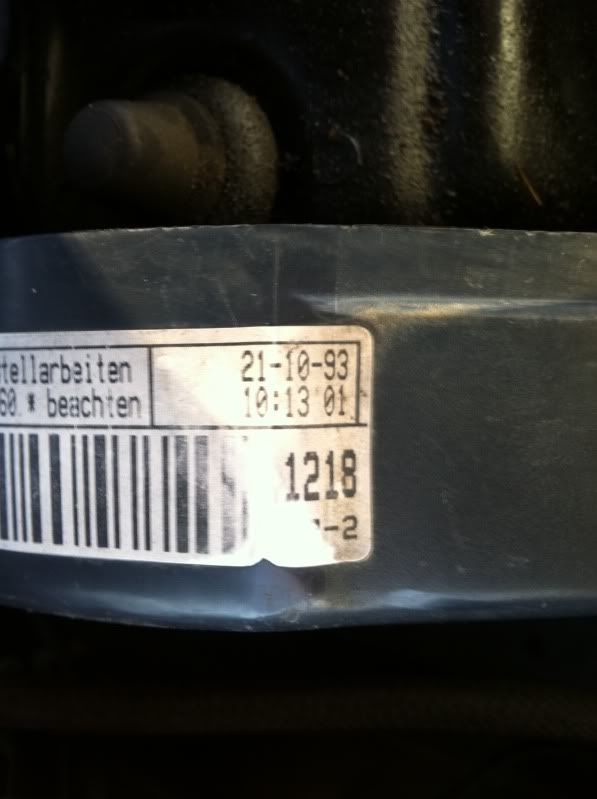 tellarbeiten
60.* beachten
21-10-93
10:13 01
1218
-2